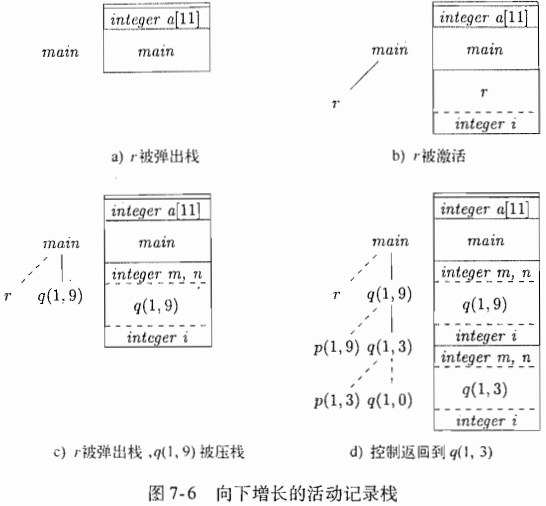 integer a[11]
main
main
a) r被弹出栈
integer a[11]
main
main
r
r
integer i
b) r被激活
integer a[11]
main
main
integer m, n
r
q(1, 9)
q(1, 9)
integer i
c) r被弹出栈,q(1, 9)被压栈
integer a[11]
main
main
integer m, n
r
q(1, 9)
q(1, 9)
p(1, 9)
q(1, 3)
integer i
integer m, n
p(1, 3)
q(1, 0)
q(1, 3)
integer i
d) 控制返回到q(1, 3)
图 7-6 向下增长的活动记录栈